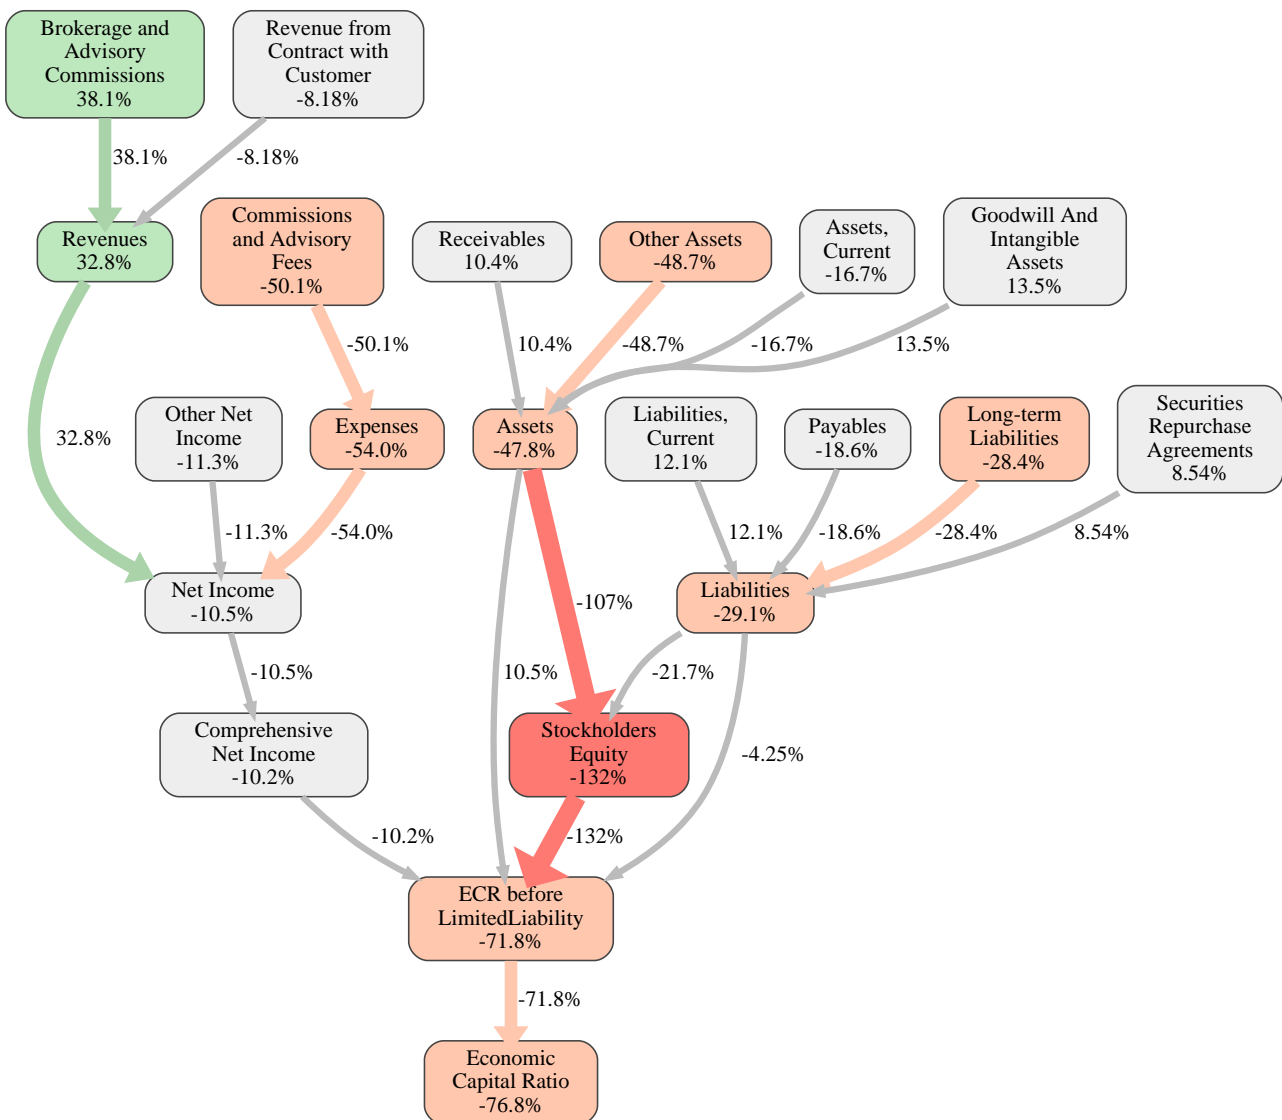 Brokerage and
Advisory
Commissions
38.1%
Revenue from
Contract with
Customer
-8.18%
38.1%
-8.18%
Revenues
32.8%
Commissions
and Advisory
Fees
-50.1%
Receivables
10.4%
Other Assets
-48.7%
Assets,
Current
-16.7%
Goodwill And
Intangible
Assets
13.5%
-50.1%
10.4%
-48.7%
-16.7%
13.5%
32.8%
Other Net
Income
-11.3%
Expenses
-54.0%
Assets
-47.8%
Liabilities,
Current
12.1%
Payables
-18.6%
Long-term
Liabilities
-28.4%
Securities
Repurchase
Agreements
8.54%
-11.3%
-54.0%
12.1%
-18.6%
-28.4%
8.54%
Net Income
-10.5%
-107%
Liabilities
-29.1%
-10.5%
10.5%
-21.7%
Comprehensive
Net Income
-10.2%
Stockholders
Equity
-132%
-4.25%
-10.2%
-132%
ECR before
LimitedLiability
-71.8%
-71.8%
Economic
Capital Ratio
-76.8%